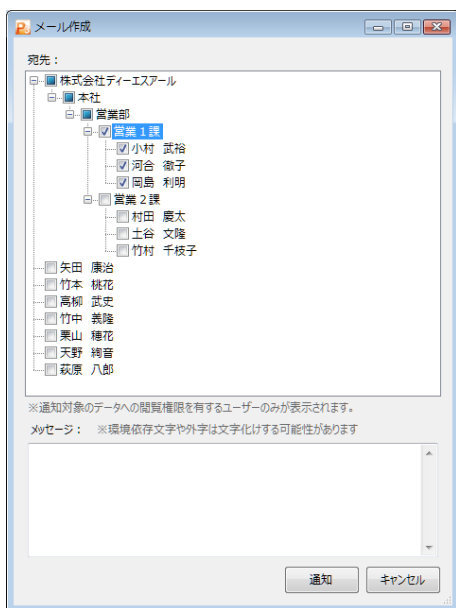 メール作成
宛先：
株式会社ディーエスアール
本社
営業部
営業１課
小村　武裕
河合　徹子
岡島　利明
営業２課
村田　慶太
土谷　文隆
竹村　千枝子
矢田　康治
竹本　桃花
高柳　武史
竹中　義隆
栗山　穂花
天野　絢音
萩原　八郎
※通知対象のデータへの閲覧権限を有するユーザーのみが表示されます。
メッセージ：　※環境依存文字や外字は文字化けする可能性があります
通知　キャンセル